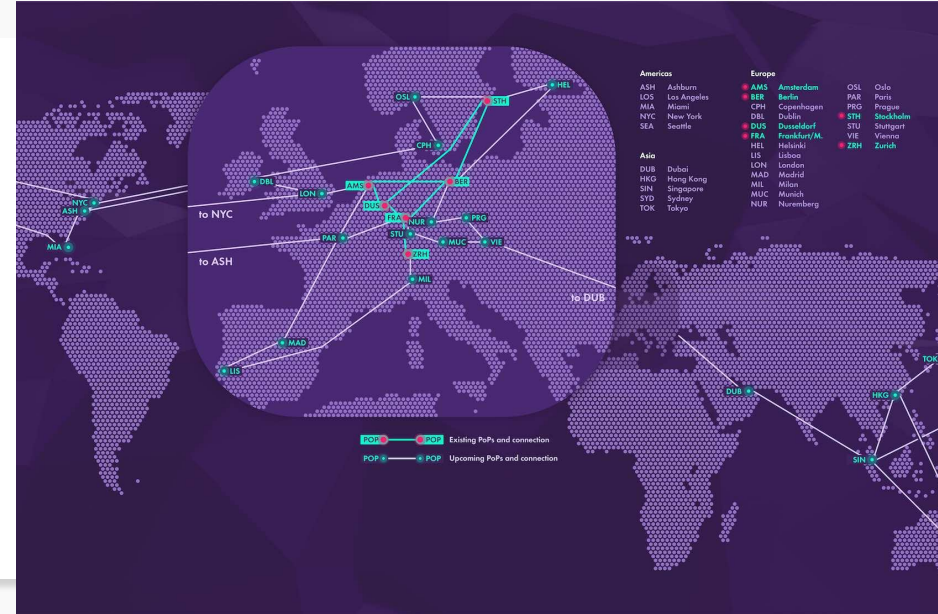 Americas
ASH Ashburn
LOS Los Angeles
MIA Miami
NYC New York
SEA Seattle
Asia
DUB Dubai
HKG Hong Kong
SIN Singapore
SYD Sydney
TOK Tokyo
Europe
AMS Amsterdam
BER Berlin
CPH Copenhagen
DBL Dublin
DUS Dusseldorf
FRA Frankfurt/M.
HEL Helsinki
LIS Lisboa
LON London
MAD Madrid
MIL Milan
MUC Munich
NUR Nuremberg
OSL Oslo
PAR Paris
PRG Prague
STH Stockholm
STU Stuttgart
VIE Vienna
ZRH Zurich
HEL
OSL
STH
CPH
DBL
AMS
BER
LON
NYC
DUS
ASH
to NYC
FRA
PRG
NUR
STU
PAR
MUC
VIE
MIA
ZRH
to ASH
MIL
to DUB
MAD
LIS
TOK
DUB
HKG
SIN
POP POP Existing PoPs and connection
POP POP Upcoming PoPs and connection